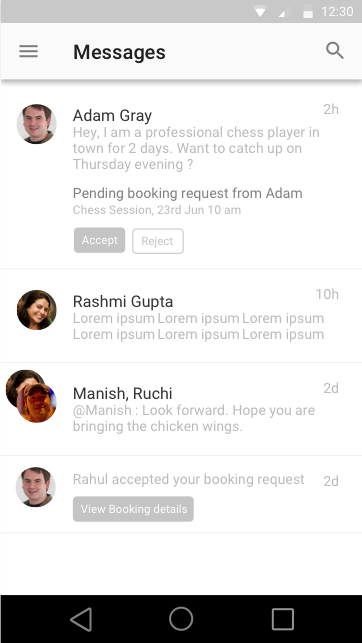 12:30
Messages
Adam Gray
2h
Hey, I am a professional chess player in
town for 2 days. Want to catch up on
Thursday evening ?
Pending booking request from Adam
Chess Session, 23rd Jun 10 am
Accept Reject
10h
Rashmi Gupta
Lorem ipsum Lorem ipsum Lorem ipsum
Lorem ipsum Lorem ipsum Lorem ipsum
2d
Manish, Ruchi
@Manish : Look forward. Hope you are
bringing the chicken wings.
Rahul accepted your booking request 2d
View Booking details